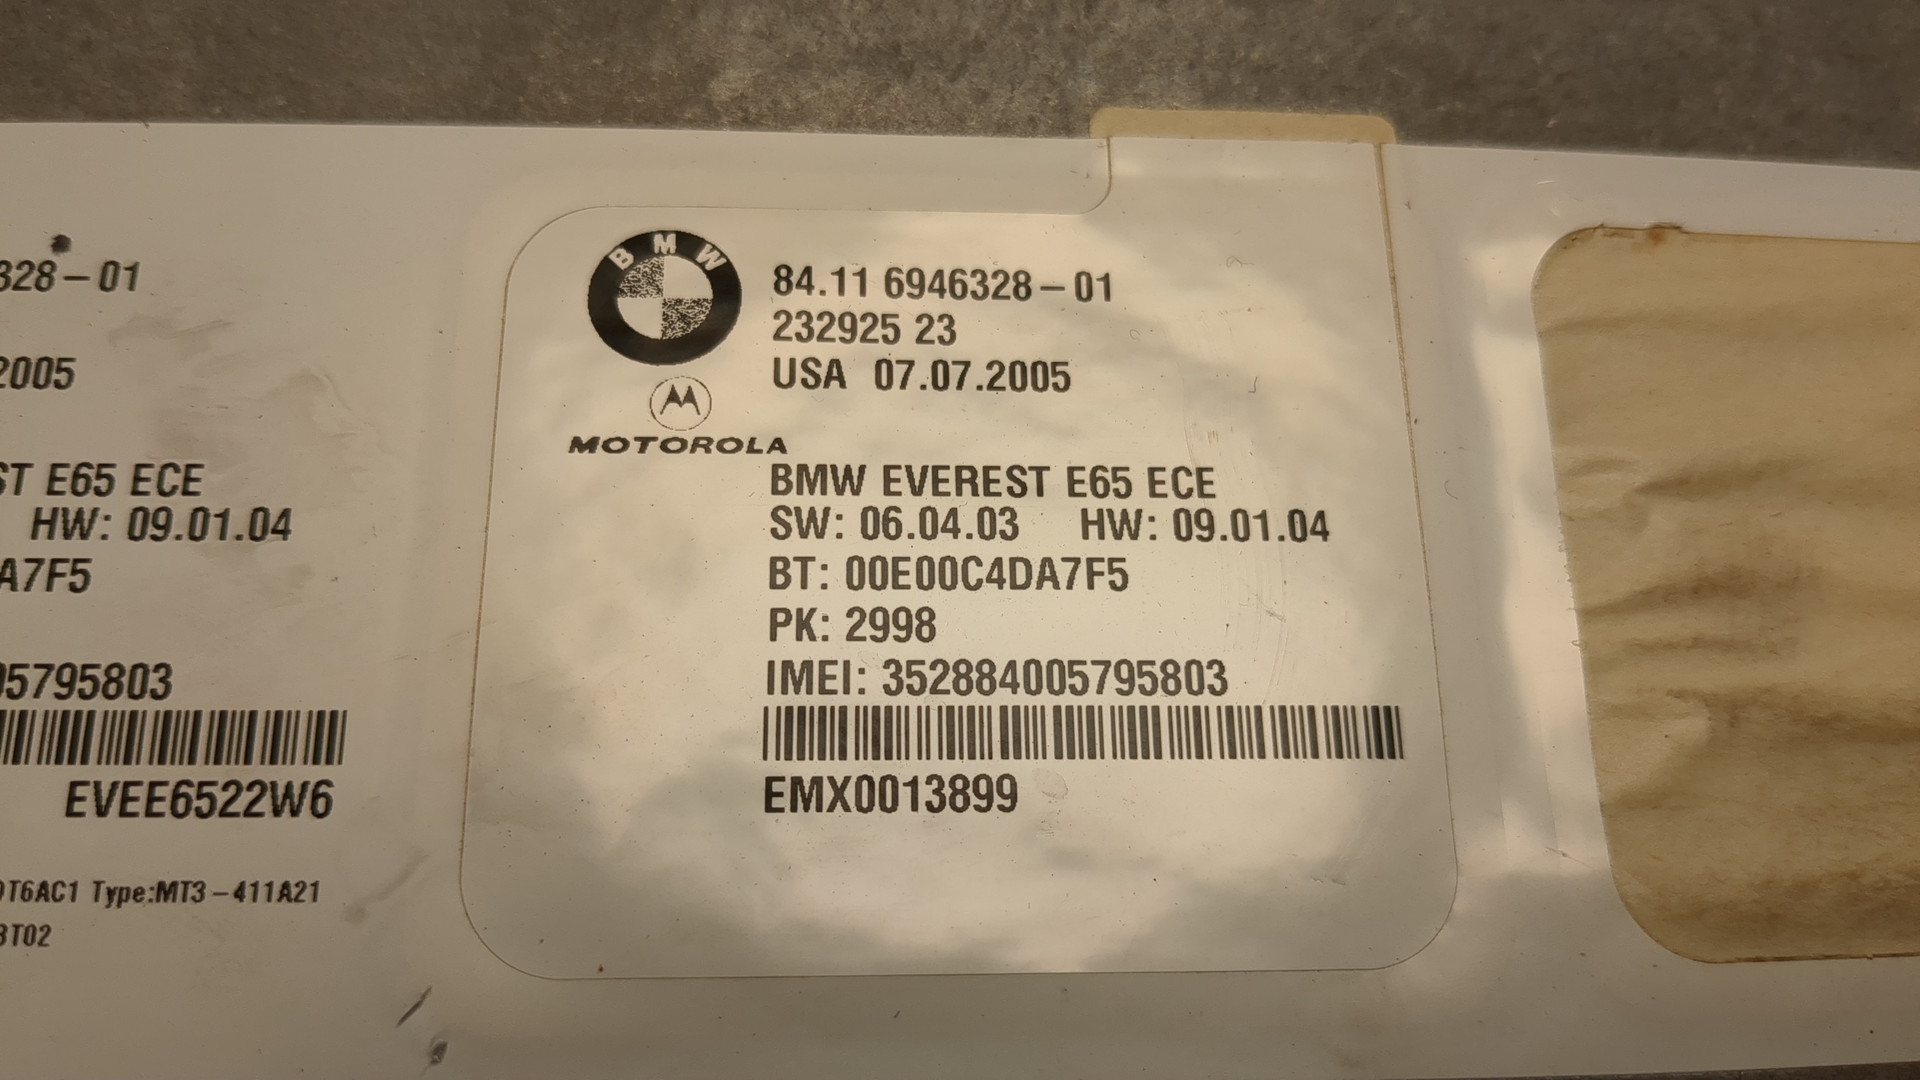 328-01
2005
ST E65 ECE
HW: 09.01.04
A7F5
05795803
EVEE6522W6
0T6AC1 Type:MT3-411A21
BT02
BMW
84.11 6946328-01
232925 23
USA 07.07.2005
MOTOROLA
BMW EVEREST E65 ECE
SW: 06.04.03 HW: 09.01.04
BT: 00E00C4DA7F5
PK: 2998
IMEI: 352884005795803
EMX0013899